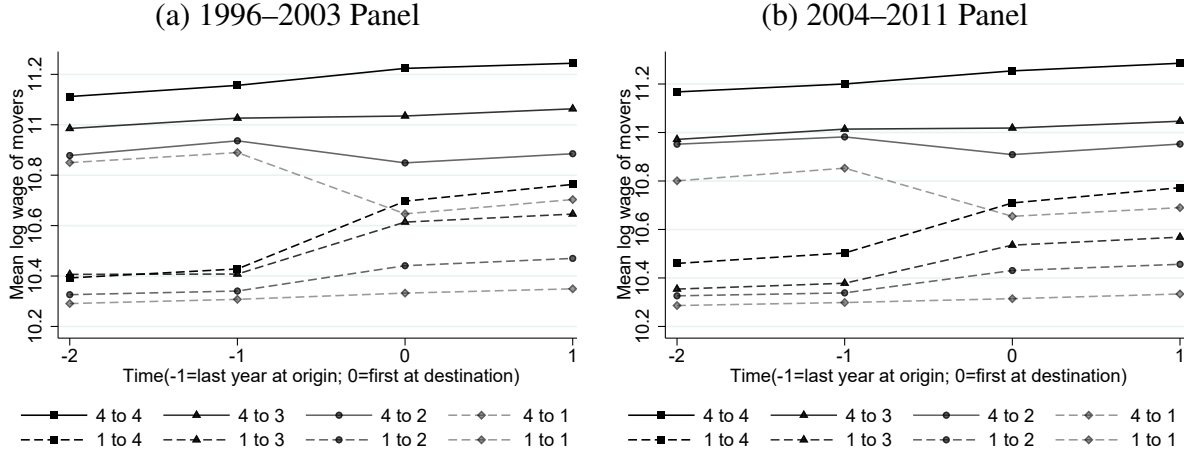 (a) 1996–2003 Panel
Mean log wage of movers
11.2
11
10.8
10.6
10.4
10.2
-2 -1 0 1
Time(-1=last year at origin; 0=first at destination)
4 to 4 4 to 3 4 to 2 4 to 1
1 to 4 1 to 3 1 to 2 1 to 1
(b) 2004–2011 Panel
Mean log wage of movers
11.2
11
10.8
10.6
10.4
10.2
-2 -1 0 1
Time(-1=last year at origin; 0=first at destination)
4 to 4 4 to 3 4 to 2 4 to 1
1 to 4 1 to 3 1 to 2 1 to 1